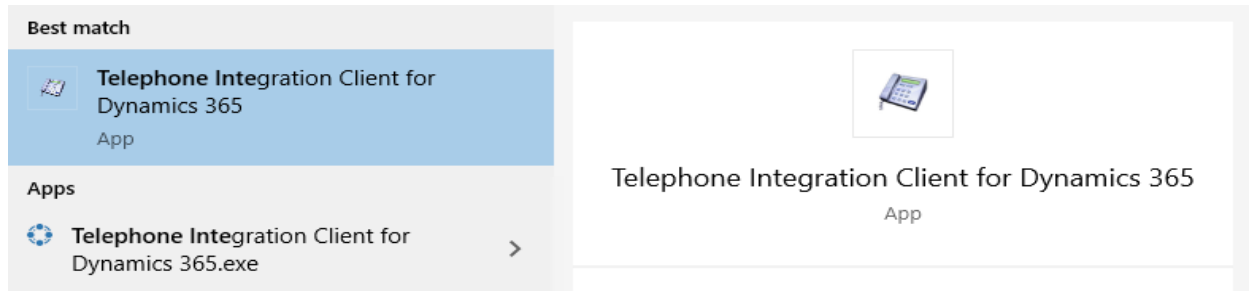 Best match
Telephone Integration Client for
Dynamics 365
App
Apps
Telephone Integration Client for
Dynamics 365.exe
Telephone Integration Client for Dynamics 365
App